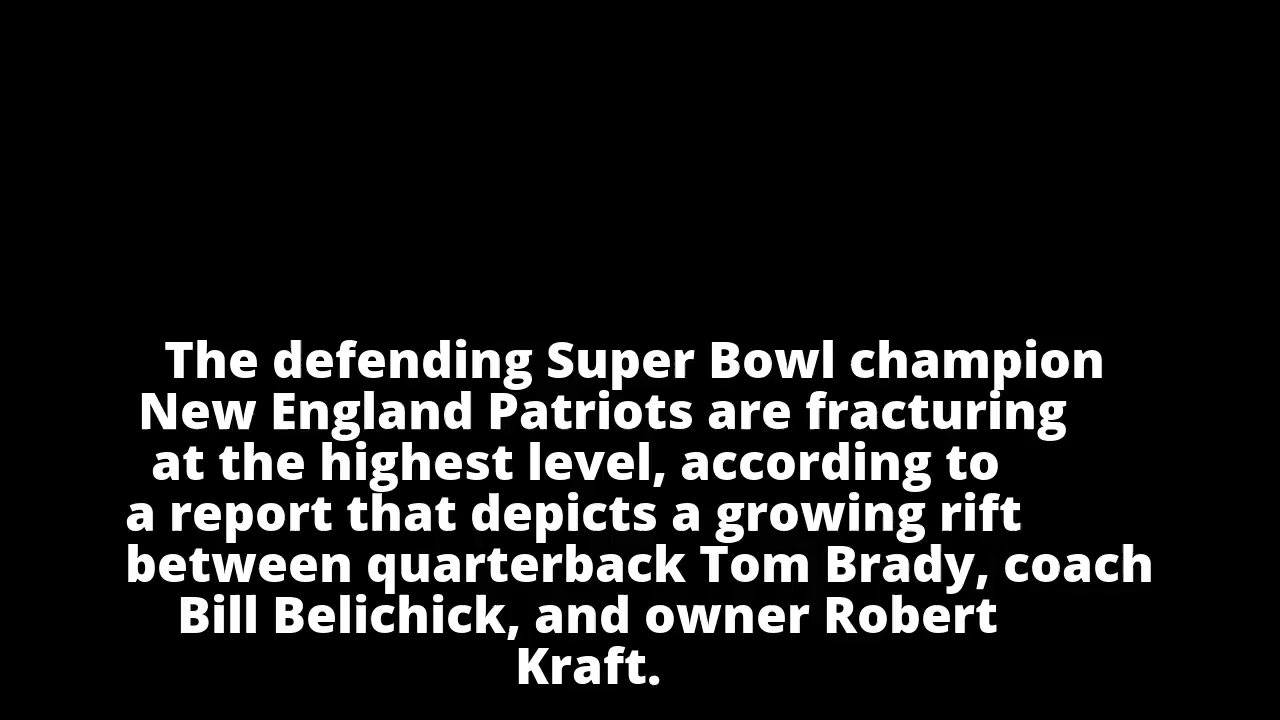 The defending Super Bowl champion
New England Patriots are fracturing
at the highest level, according to
a report that depicts a growing rift
between quarterback Tom Brady, coach
Bill Belichick, and owner Robert
Kraft.